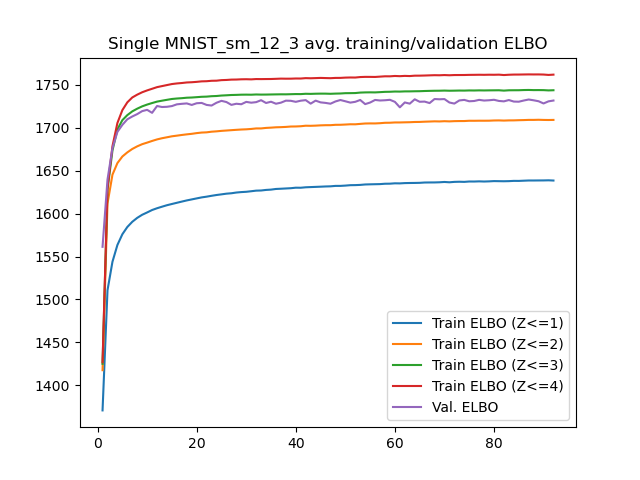 Single MNIST_sm_12_3 avg. training/validation ELBO
1750
1700
1650
1600
1550
1500
1450
1400
0 20 40 60 80
Train ELBO (Z<=1)
Train ELBO (Z<=2)
Train ELBO (Z<=3)
Train ELBO (Z<=4)
Val. ELBO